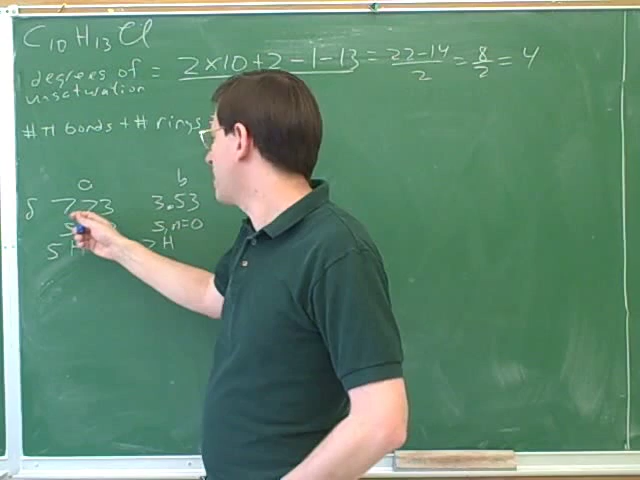 C10H13Cl
degrees of unsaturation = 2×10+2-1-13 = 22-14/2 = 8/2 = 4
# π bonds + # rings =
a b
δ 7.23 3.53
s, n=0
5H 2H